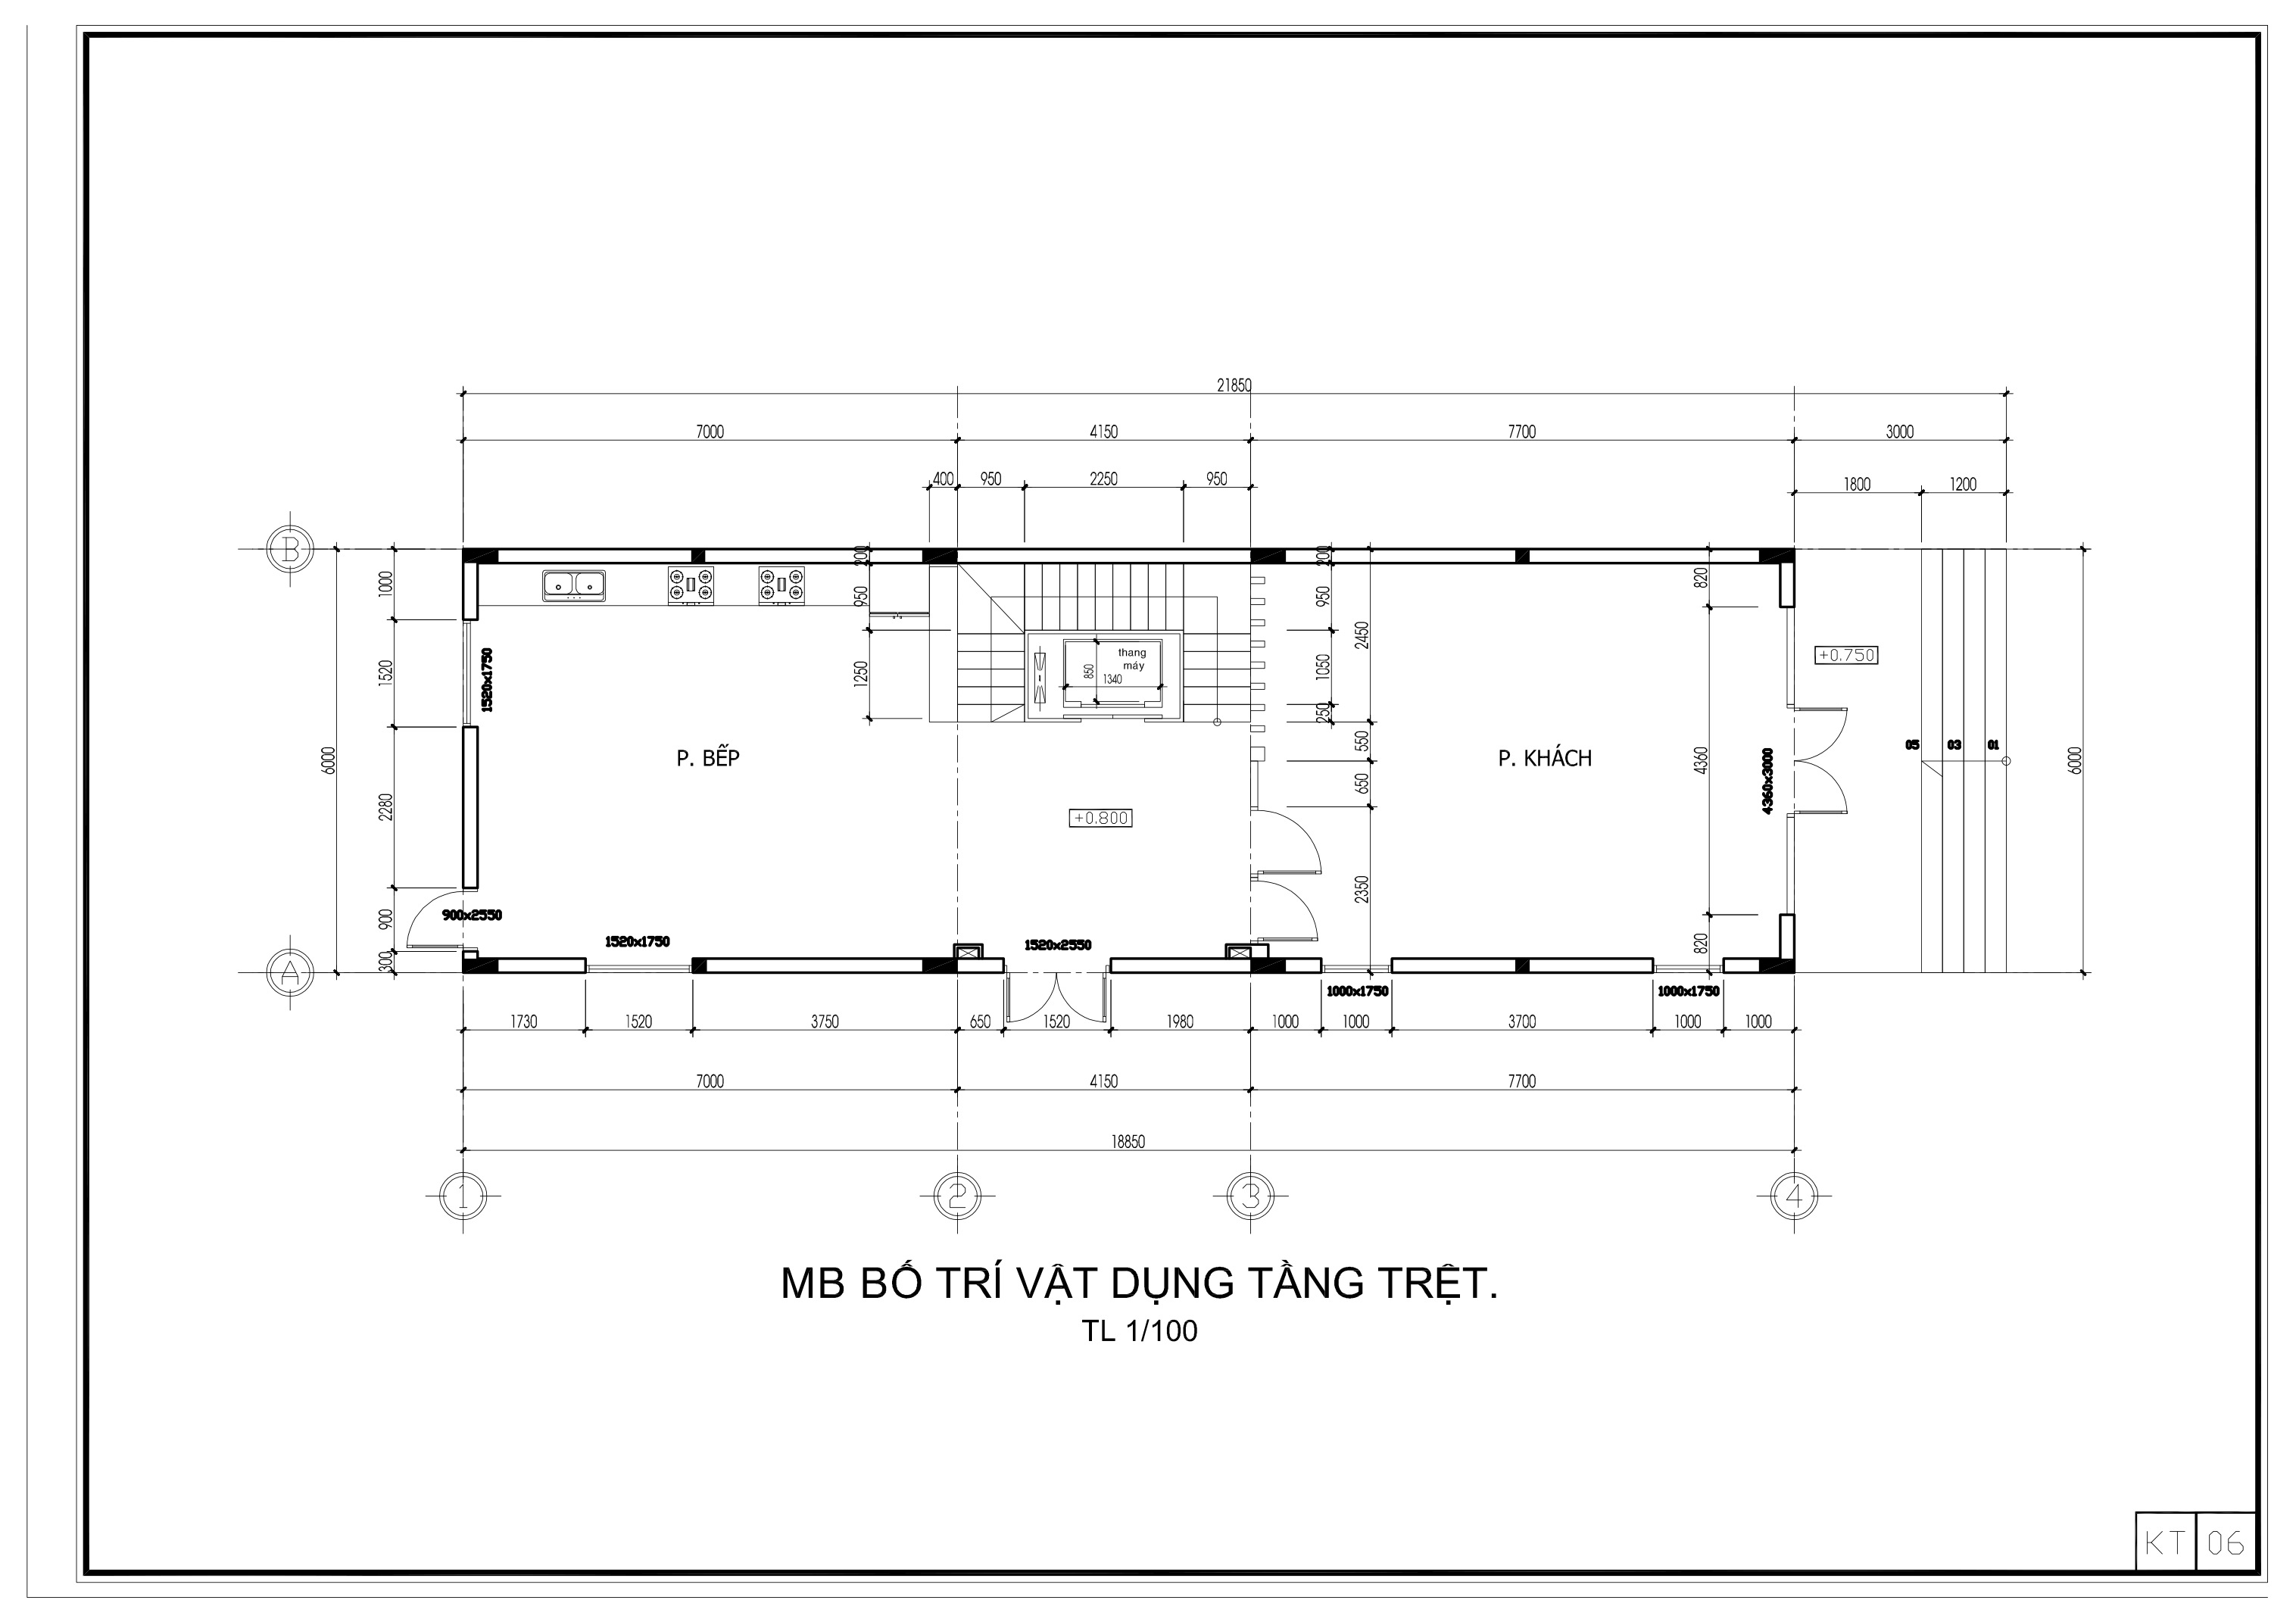 21850
7000 4150 7700 3000
400 950 2250 950 1800 1200
B
200 200
1000 950 950 820
1520 1250 1050 2450
1520x1750
250 550 650
6000
2280
900
300
thang
máy
850
1340
+0.750
P. BẾP
P. KHÁCH
4360
4360x3000
05 03 01
6000
+0.800
2350
820
900x2550
1520x1750
1520x2550
A
1000x1750 1000x1750
1730 1520 3750 650 1520 1980 1000 1000 3700 1000 1000
7000 4150 7700
18850
1 2 3 4
MB BỐ TRÍ VẬT DỤNG TẦNG TRỆT.
TL 1/100
KT 06